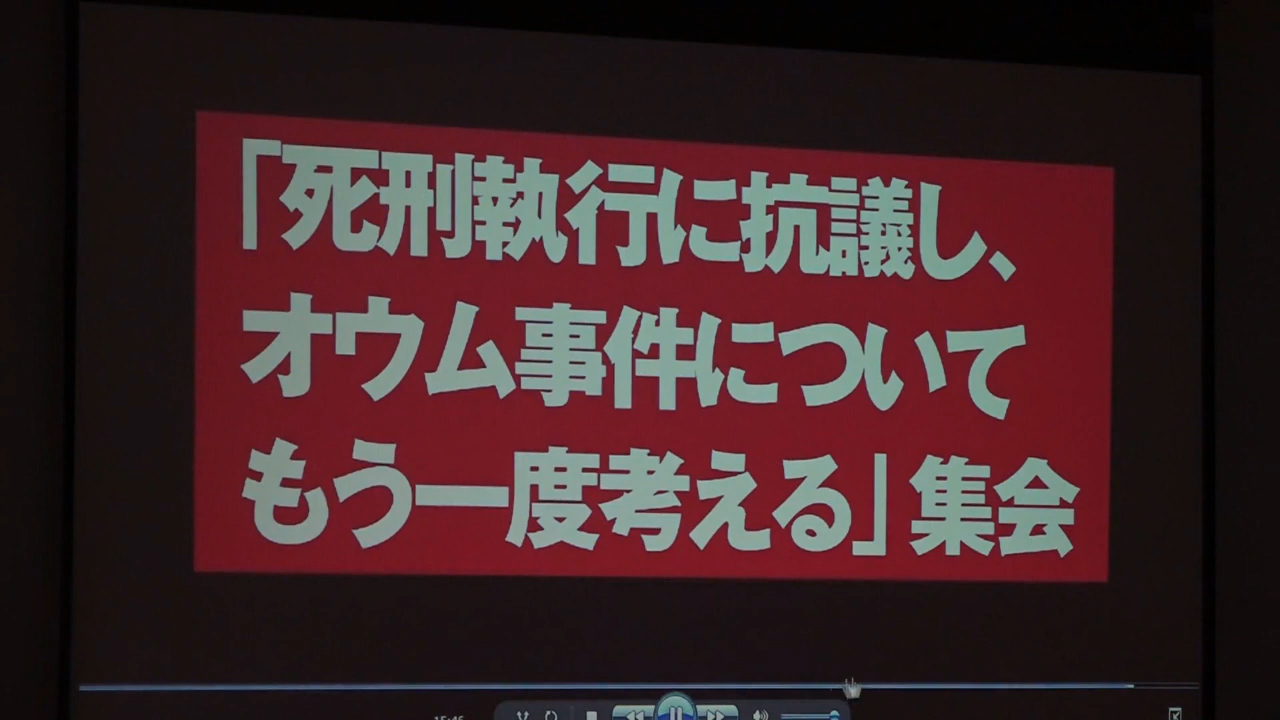 「死刑執行に抗議し、
オウム事件について
もう一度考える」集会